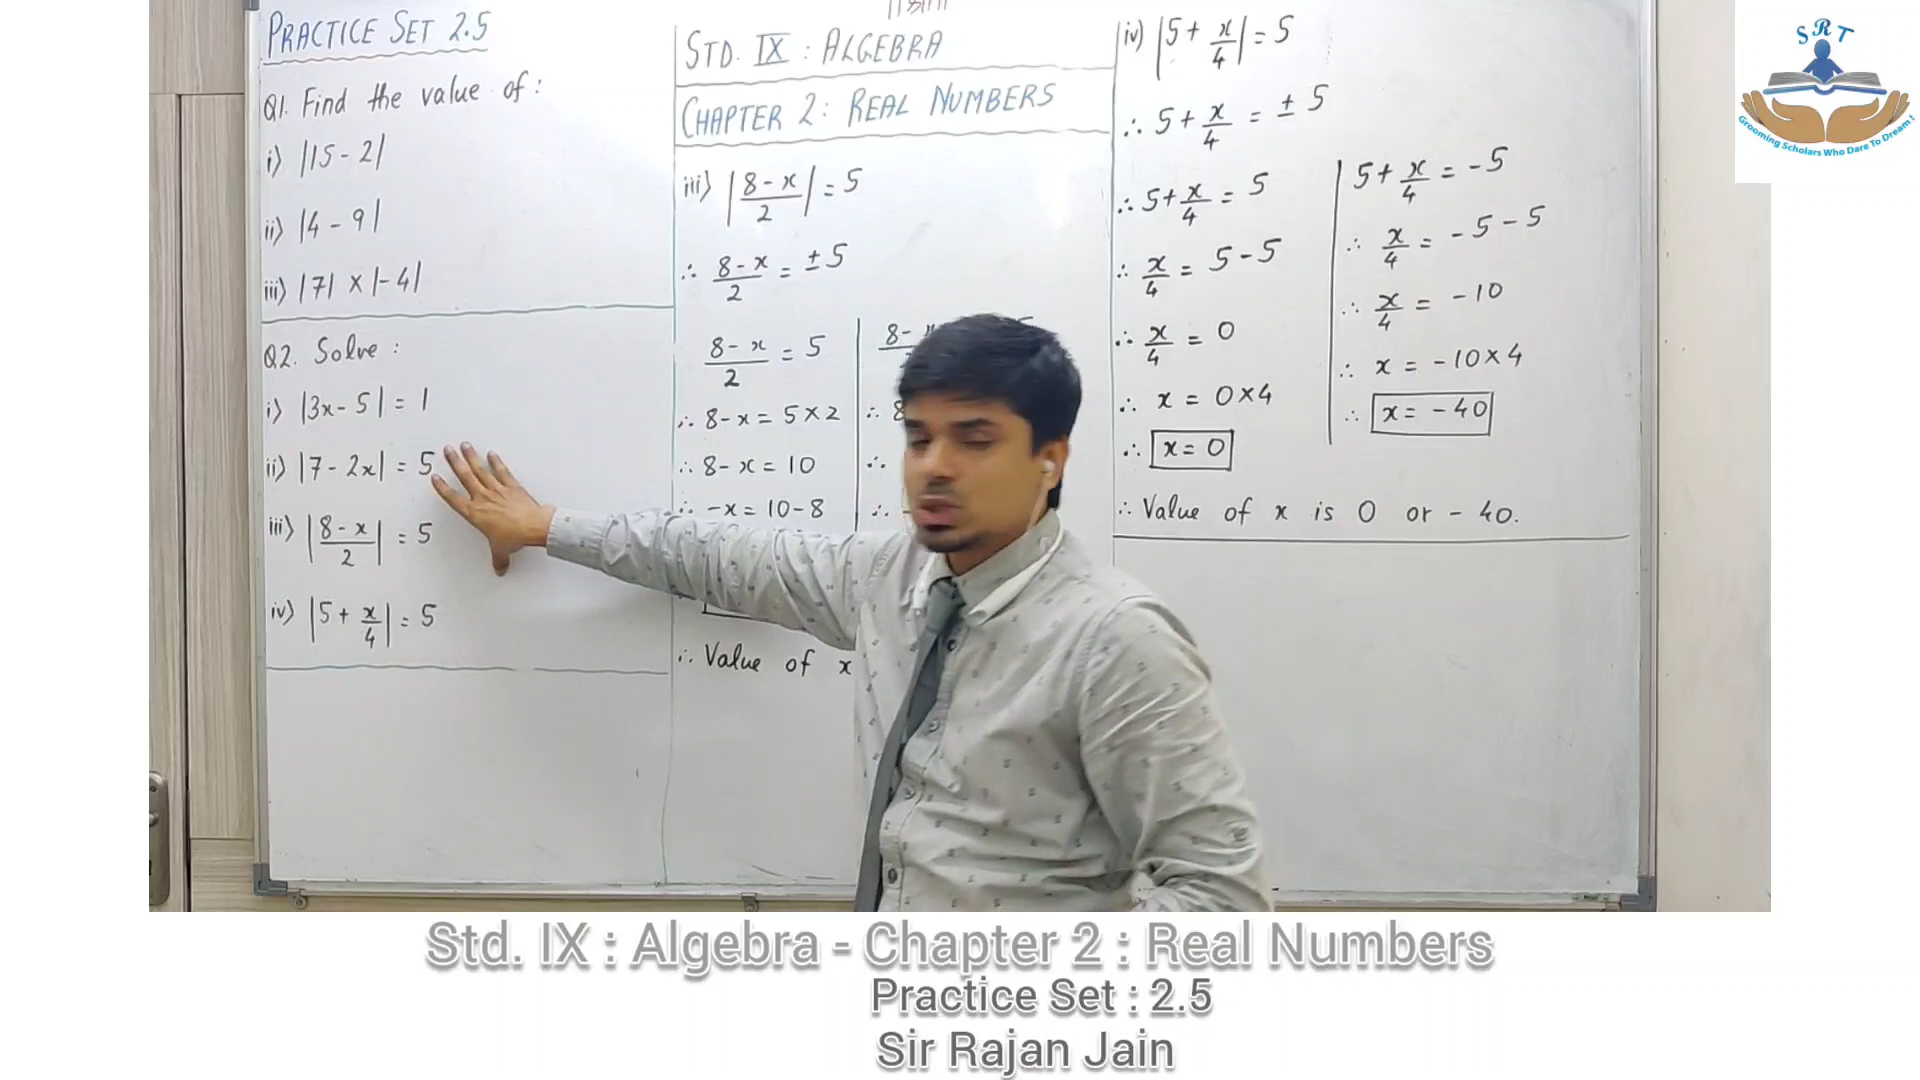 PRACTICE SET 2.5
Q1. Find the value of :
i) |15 - 2|
ii) |4 - 9|
iii) |7| × |-4|
Q2. Solve :
i) |3x - 5| = 1
ii) |7 - 2x| = 5
iii) |8 - x / 2| = 5
iv) |5 + x/4| = 5
STD. IX : ALGEBRA
CHAPTER 2 : REAL NUMBERS
iii) |8 - x / 2| = 5
∴ 8 - x / 2 = ± 5
8 - x / 2 = 5
∴ 8 - x = 5 × 2
∴ 8 - x = 10
∴ -x = 10 - 8
8 -
∴ 8
∴
∴ -
∴ Value of x
iv) |5 + x/4| = 5
∴ 5 + x/4 = ± 5
∴ 5 + x/4 = 5
∴ x/4 = 5 - 5
∴ x/4 = 0
∴ x = 0 × 4
∴ x = 0
5 + x/4 = -5
∴ x/4 = -5 - 5
∴ x/4 = -10
∴ x = -10 × 4
∴ x = -40
∴ Value of x is 0 or -40.
SRT
Grooming Scholars Who Dare To Dream!
Std. IX : Algebra - Chapter 2 : Real Numbers
Practice Set : 2.5
Sir Rajan Jain